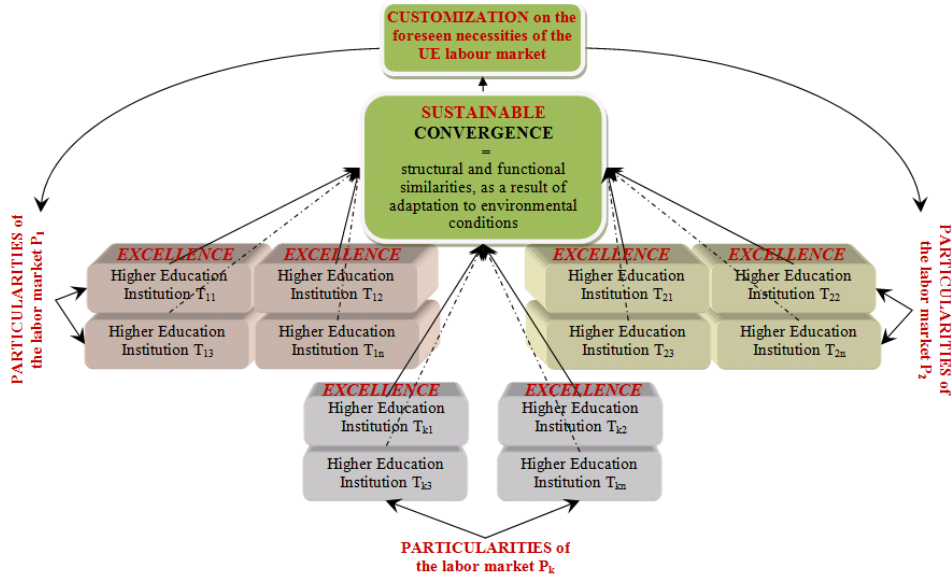 CUSTOMIZATION on the
foreseen necessities of the
UE labour market
SUSTAINABLE
CONVERGENCE
=
structural and functional
similarities, as a result of
adaptation to environmental
conditions
PARTICULARITIES of
the labor market P1
EXCELLENCE
Higher Education
Institution T11
EXCELLENCE
Higher Education
Institution T12
Higher Education
Institution T13
Higher Education
Institution T1n
EXCELLENCE
Higher Education
Institution T21
EXCELLENCE
Higher Education
Institution T22
Higher Education
Institution T23
Higher Education
Institution T2n
PARTICULARITIES of
the labor market P2
EXCELLENCE
Higher Education
Institution Tk1
EXCELLENCE
Higher Education
Institution Tk2
Higher Education
Institution Tk3
Higher Education
Institution Tkn
PARTICULARITIES of
the labor market Pk